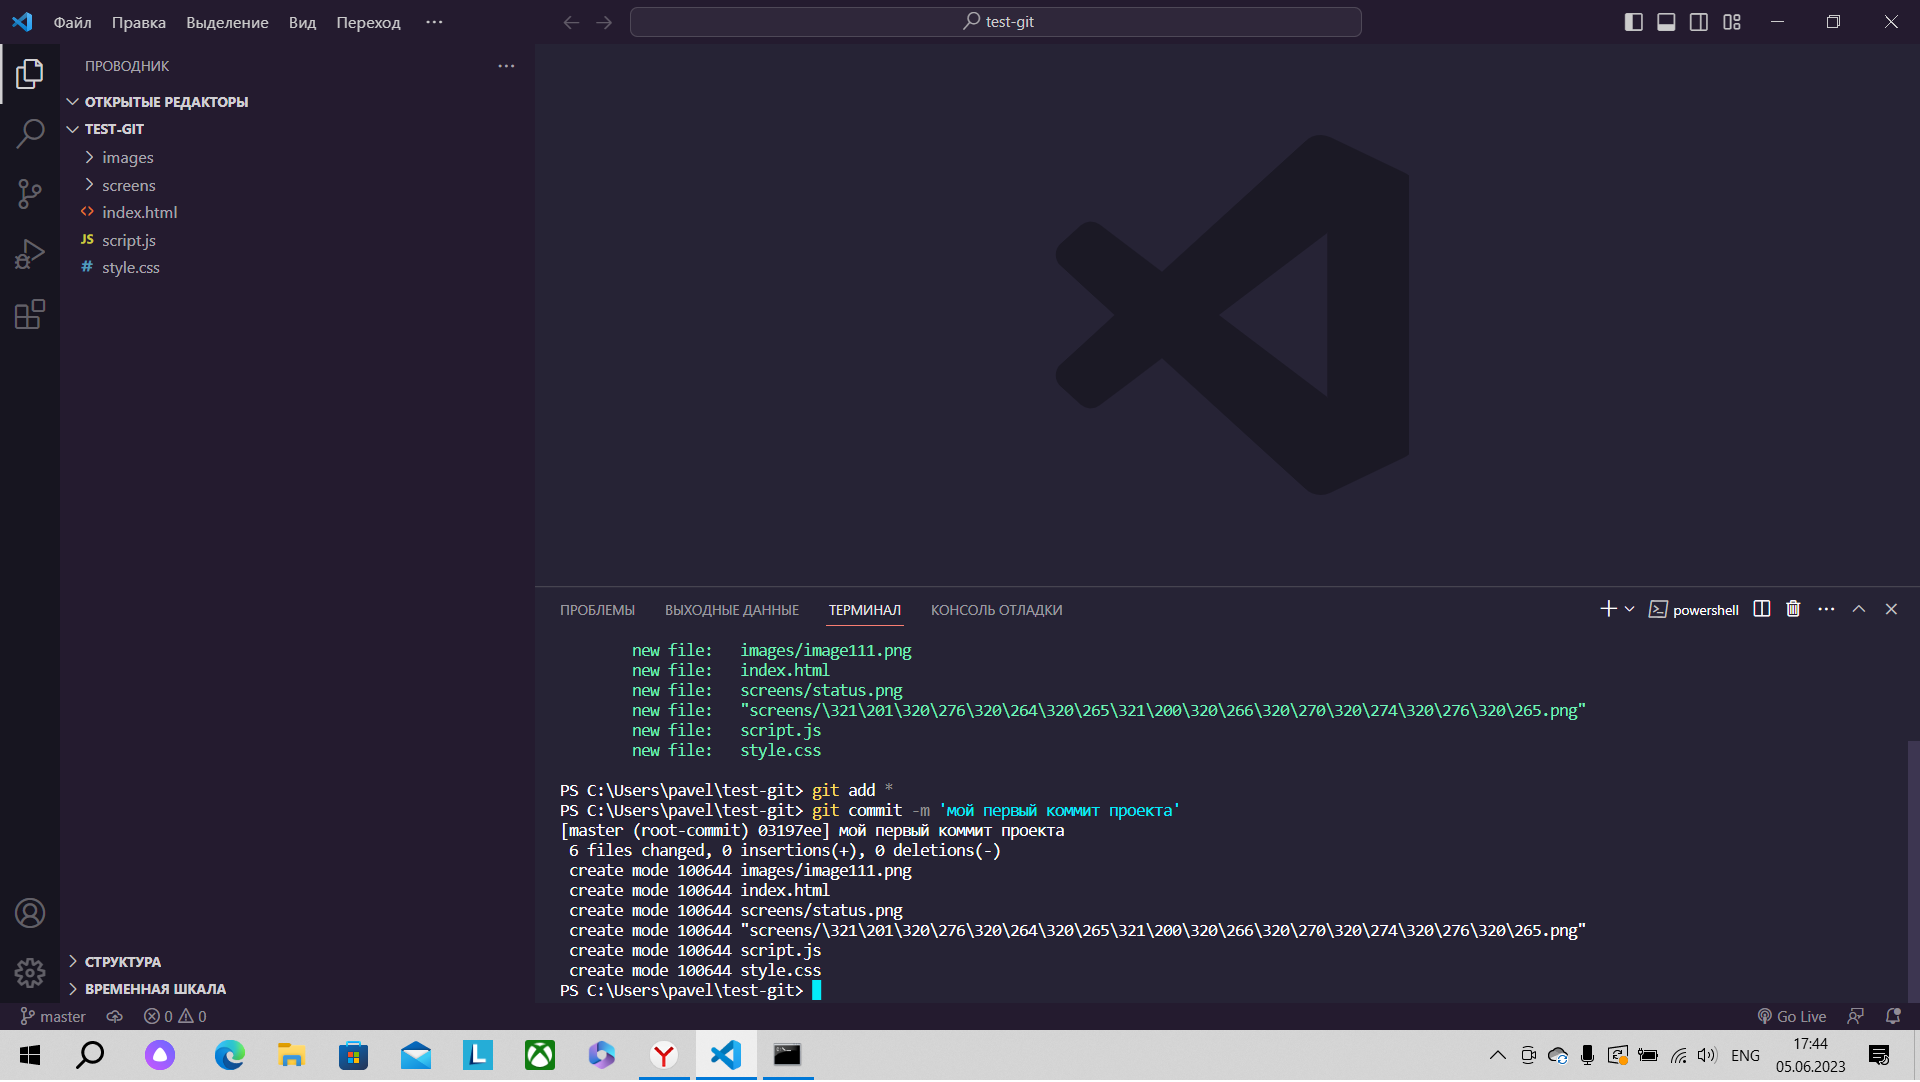 Файл Правка Выделение Вид Переход ··· test-git
ПРОВОДНИК
ОТКРЫТЫЕ РЕДАКТОРЫ
TEST-GIT
images
screens
<> index.html
JS script.js
# style.css
СТРУКТУРА
ВРЕМЕННАЯ ШКАЛА
ПРОБЛЕМЫ ВЫХОДНЫЕ ДАННЫЕ ТЕРМИНАЛ КОНСОЛЬ ОТЛАДКИ powershell
new file: images/image111.png
new file: index.html
new file: screens/status.png
new file: "screens/\321\201\320\276\320\264\320\265\321\200\320\266\320\270\320\274\320\276\320\265.png"
new file: script.js
new file: style.css
PS C:\Users\pavel\test-git> git add *
PS C:\Users\pavel\test-git> git commit -m 'мой первый коммит проекта'
[master (root-commit) 03197ee] мой первый коммит проекта
6 files changed, 0 insertions(+), 0 deletions(-)
create mode 100644 images/image111.png
create mode 100644 index.html
create mode 100644 screens/status.png
create mode 100644 "screens/\321\201\320\276\320\264\320\265\321\200\320\266\320\270\320\274\320\276\320\265.png"
create mode 100644 script.js
create mode 100644 style.css
PS C:\Users\pavel\test-git>
master 0 0 Go Live
L Y ENG 17:44
05.06.2023